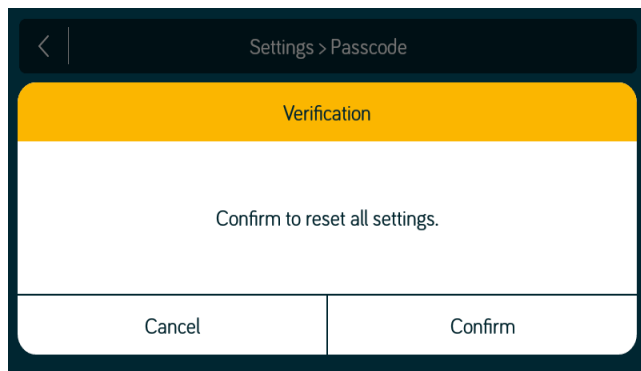 Settings > Passcode
Verification
Confirm to reset all settings.
Cancel
Confirm